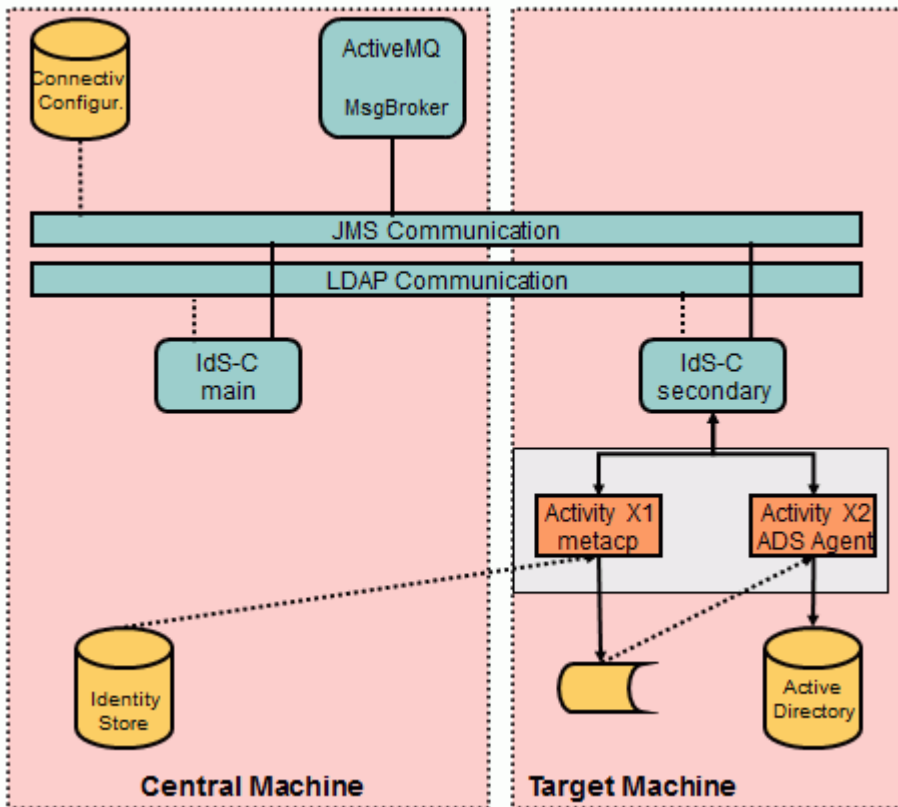 Connectiv
Configur.
ActiveMQ
MsgBroker
JMS Communication
LDAP Communication
IdS-C
main
IdS-C
secondary
Activity X1
metacp
Activity X2
ADS Agent
Identity
Store
Active
Directory
Central Machine
Target Machine